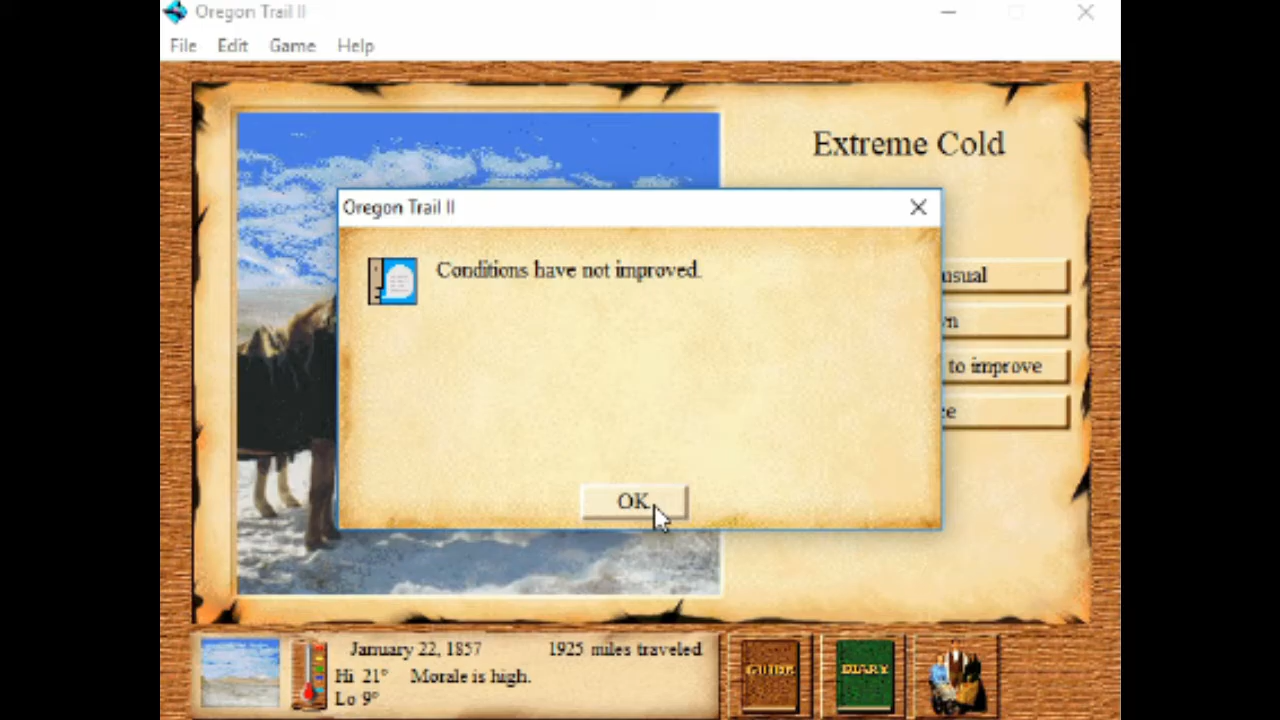 Oregon Trail II
File Edit Game Help
Extreme Cold
Oregon Trail II
Conditions have not improved.
usual
to improve
OK
January 22, 1857 1925 miles traveled
Hi 21° Morale is high.
Lo 9°
GUIDE
DIARY